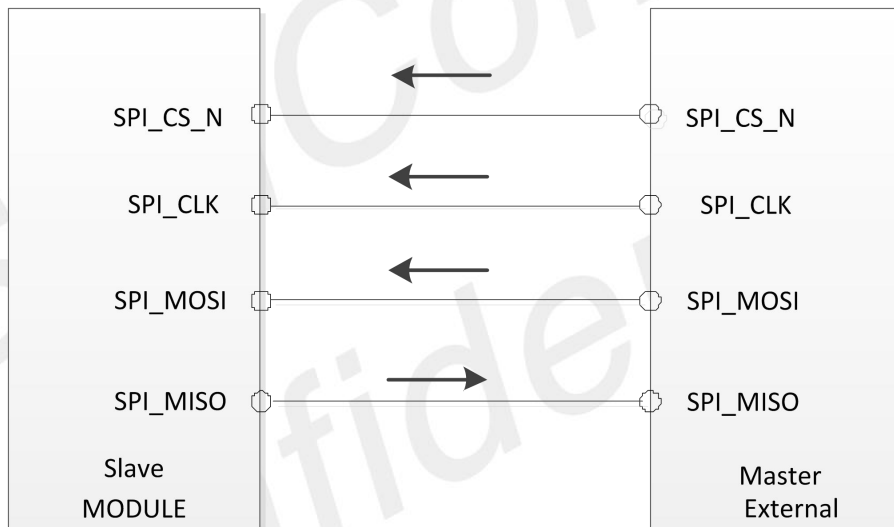 SPI_CS_N
SPI_CS_N
SPI_CLK
SPI_CLK
SPI_MOSI
SPI_MOSI
SPI_MISO
SPI_MISO
Slave
MODULE
Master
External